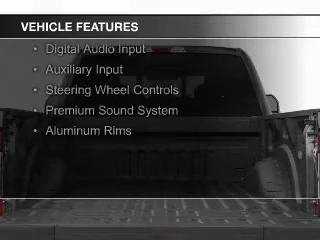 VEHICLE FEATURES
• Digital Audio Input
• Auxiliary Input
• Steering Wheel Controls
• Premium Sound System
• Aluminum Rims